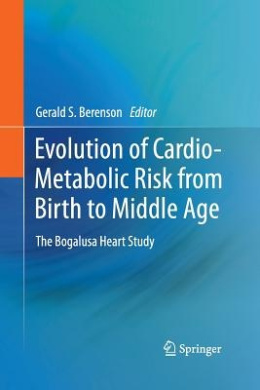 Gerald S. Berenson Editor
Evolution of Cardio-
Metabolic Risk from
Birth to Middle Age
The Bogalusa Heart Study
Springer